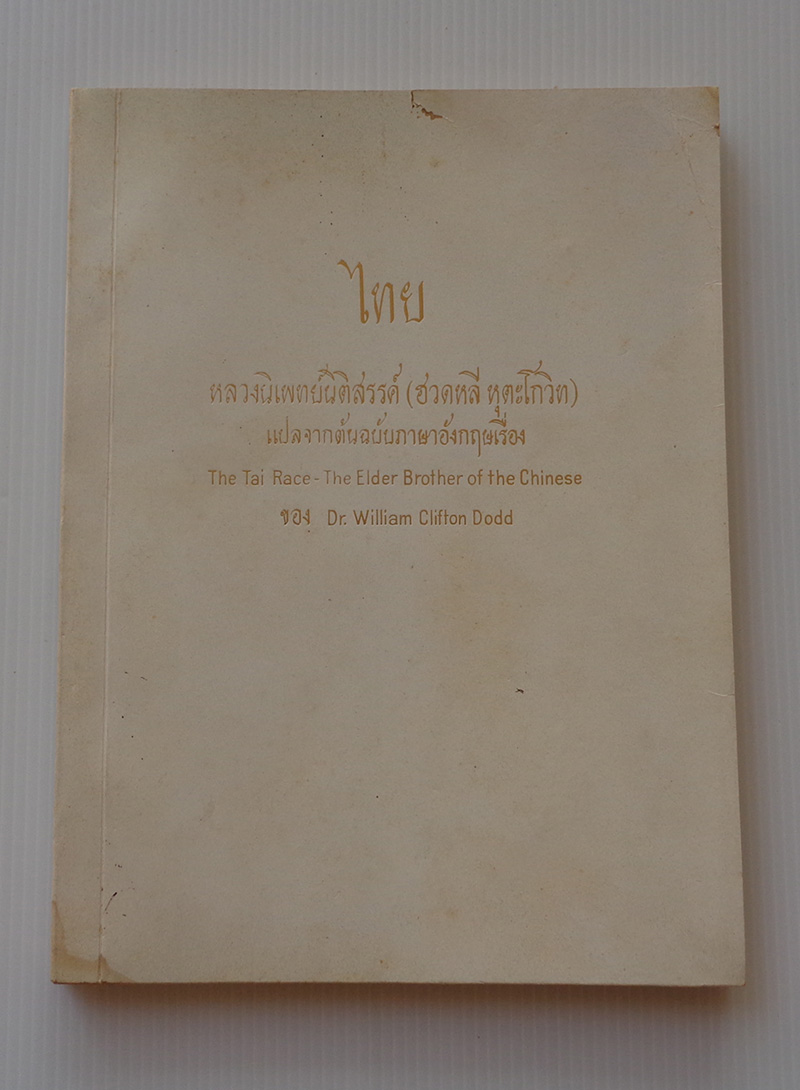 ไทย
หลวงนิเพทย์นิติสรรค์ (ฮวดหลี หุตะโกวิท)
แปลจากต้นฉบับภาษาอังกฤษเรื่อง
The Tai Race - The Elder Brother of the Chinese
ของ Dr. William Clifton Dodd